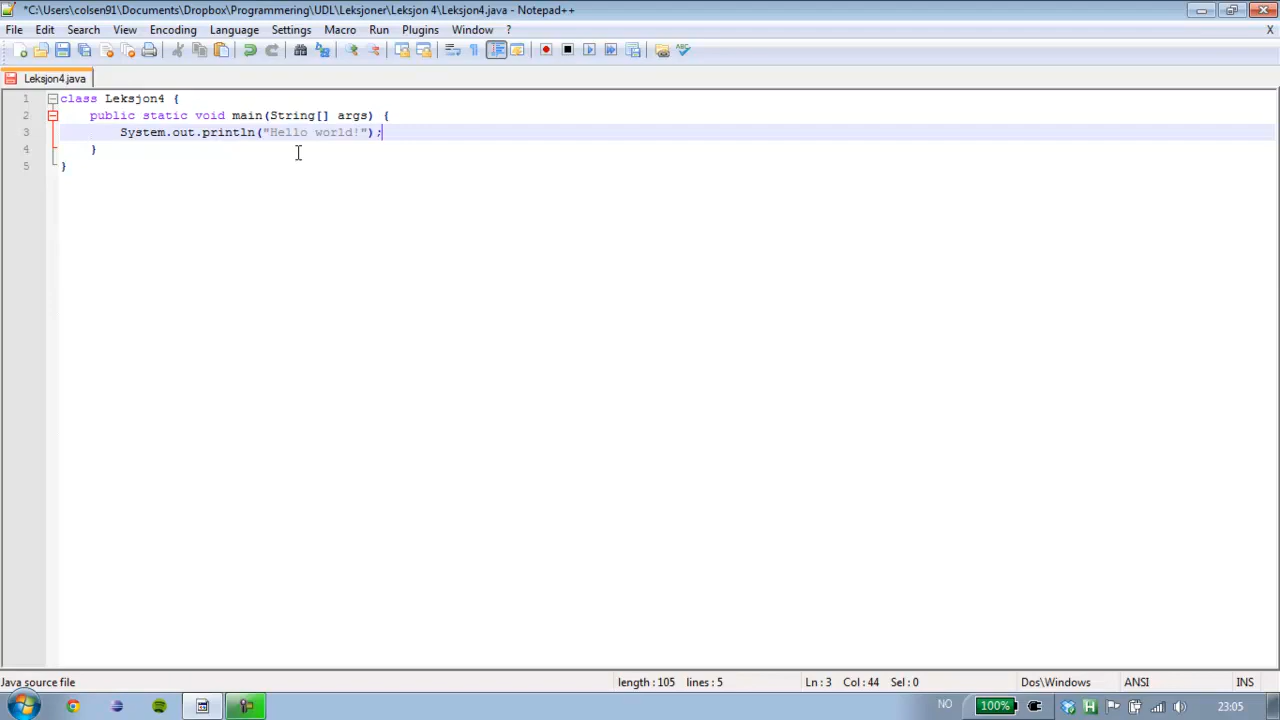 *C:\Users\colsen91\Documents\Dropbox\Programmering\UDL\Leksjoner\Leksjon 4\Leksjon4.java - Notepad++
File Edit Search View Encoding Language Settings Macro Run Plugins Window ? X
Leksjon4.java
1 class Leksjon4 {
2 public static void main(String[] args) {
3 System.out.println("Hello world!");
4 }
5 }
Java source file length : 105 lines : 5 Ln : 3 Col : 44 Sel : 0 Dos\Windows ANSI INS
NO 100% 23:05